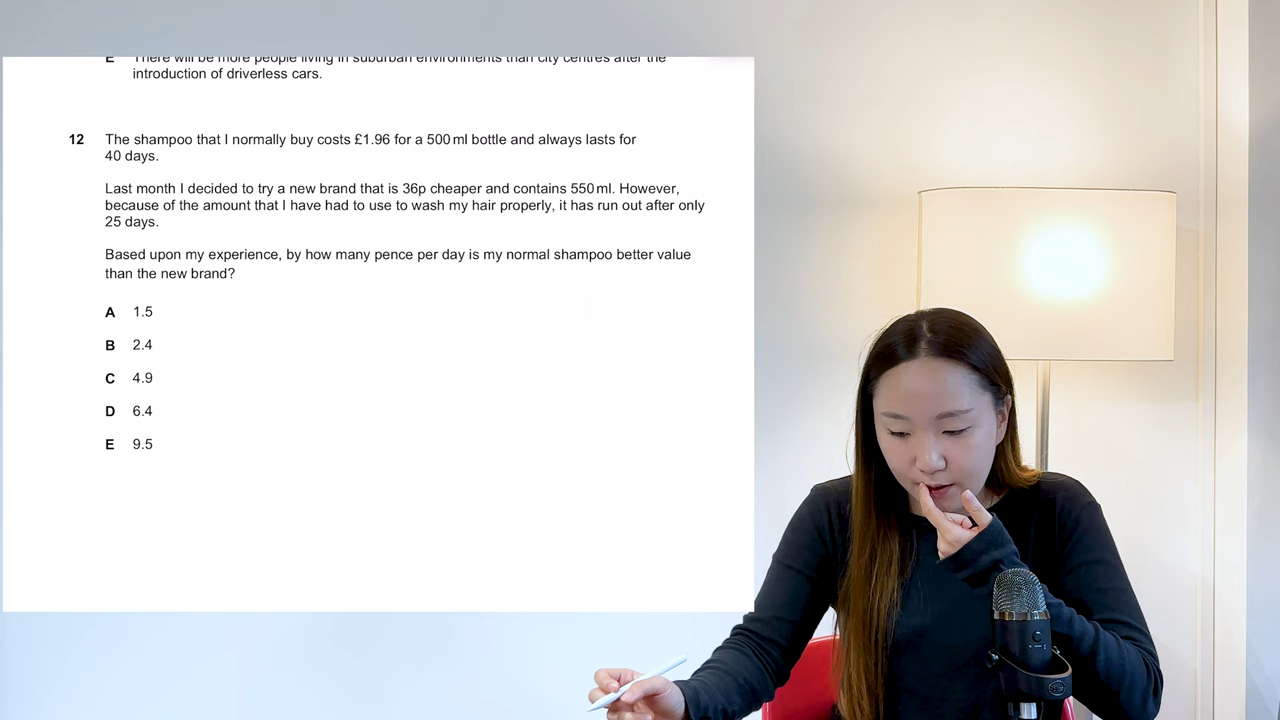 E There will be more people living in suburban environments than city centres after the
introduction of driverless cars.
12 The shampoo that I normally buy costs £1.96 for a 500 ml bottle and always lasts for
40 days.
Last month I decided to try a new brand that is 36p cheaper and contains 550 ml. However,
because of the amount that I have had to use to wash my hair properly, it has run out after only
25 days.
Based upon my experience, by how many pence per day is my normal shampoo better value
than the new brand?
A 1.5
B 2.4
C 4.9
D 6.4
E 9.5